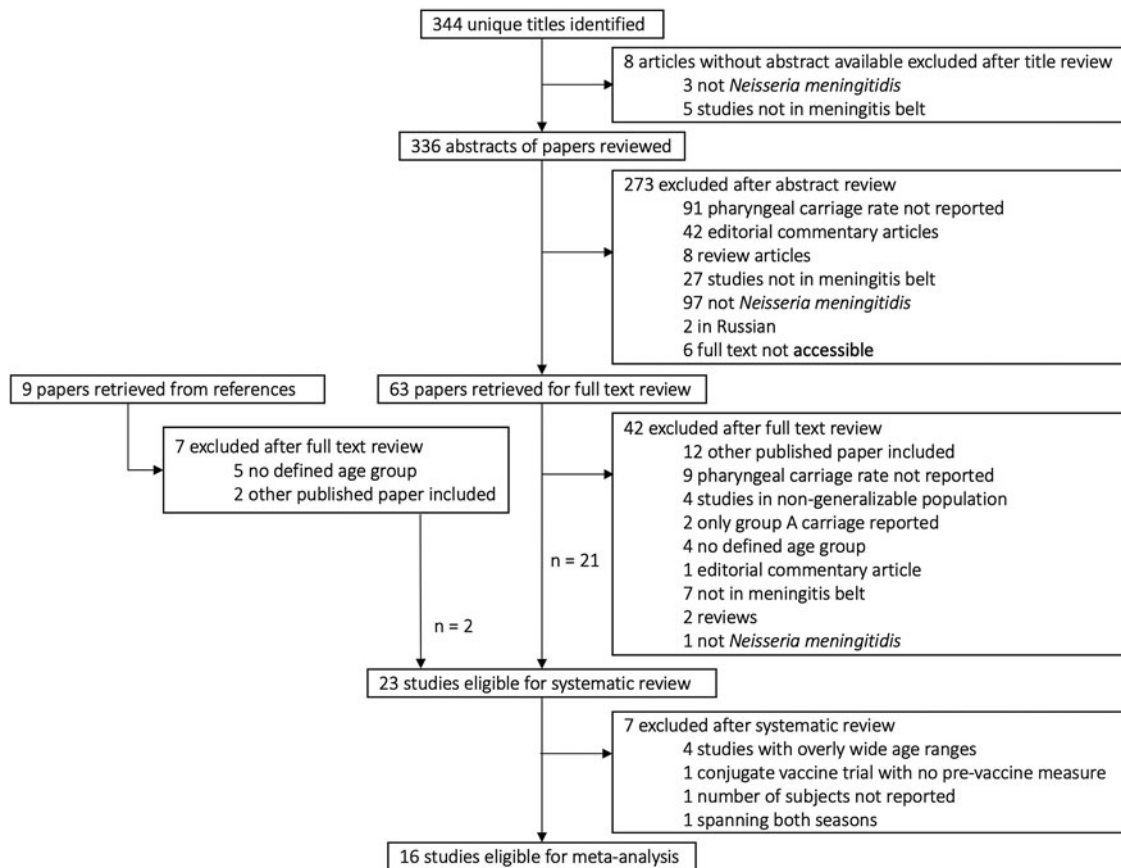 344 unique titles identified
8 articles without abstract available excluded after title review
3 not Neisseria meningitidis
5 studies not in meningitis belt
336 abstracts of papers reviewed
273 excluded after abstract review
91 pharyngeal carriage rate not reported
42 editorial commentary articles
8 review articles
27 studies not in meningitis belt
97 not Neisseria meningitidis
2 in Russian
6 full text not accessible
9 papers retrieved from references
63 papers retrieved for full text review
7 excluded after full text review
5 no defined age group
2 other published paper included
42 excluded after full text review
12 other published paper included
9 pharyngeal carriage rate not reported
4 studies in non-generalizable population
2 only group A carriage reported
4 no defined age group
1 editorial commentary article
7 not in meningitis belt
2 reviews
1 not Neisseria meningitidis
n = 21
n = 2
23 studies eligible for systematic review
7 excluded after systematic review
4 studies with overly wide age ranges
1 conjugate vaccine trial with no pre-vaccine measure
1 number of subjects not reported
1 spanning both seasons
16 studies eligible for meta-analysis